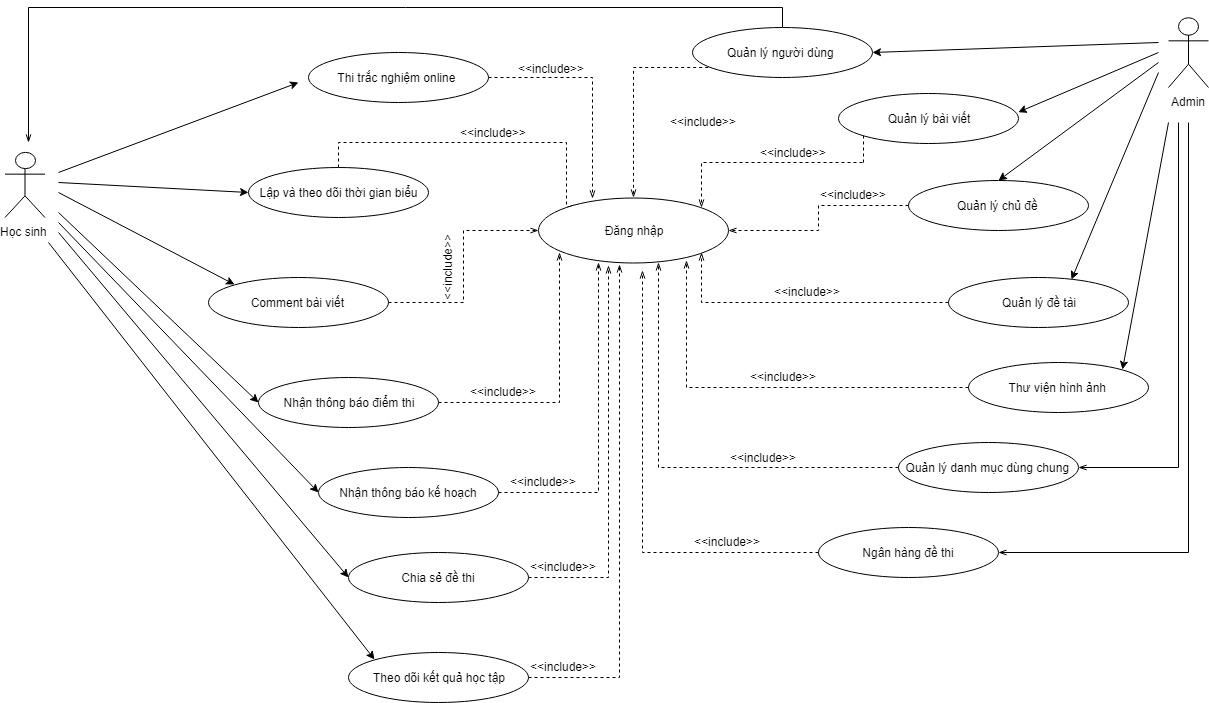 Quản lý người dùng
Thi trắc nghiệm online
<<include>>
Admin
Quản lý bài viết
<<include>>
<<include>>
<<include>>
Lập và theo dõi thời gian biểu
<<include>>
Quản lý chủ đề
Học sinh
Đăng nhập
<<include>>
Comment bài viết
<<include>>
Quản lý đề tài
<<include>>
Thư viện hình ảnh
Nhận thông báo điểm thi
<<include>>
<<include>>
Quản lý danh mục dùng chung
Nhận thông báo kế hoạch
<<include>>
<<include>>
Ngân hàng đề thi
Chia sẻ đề thi
<<include>>
Theo dõi kết quả học tập
<<include>>